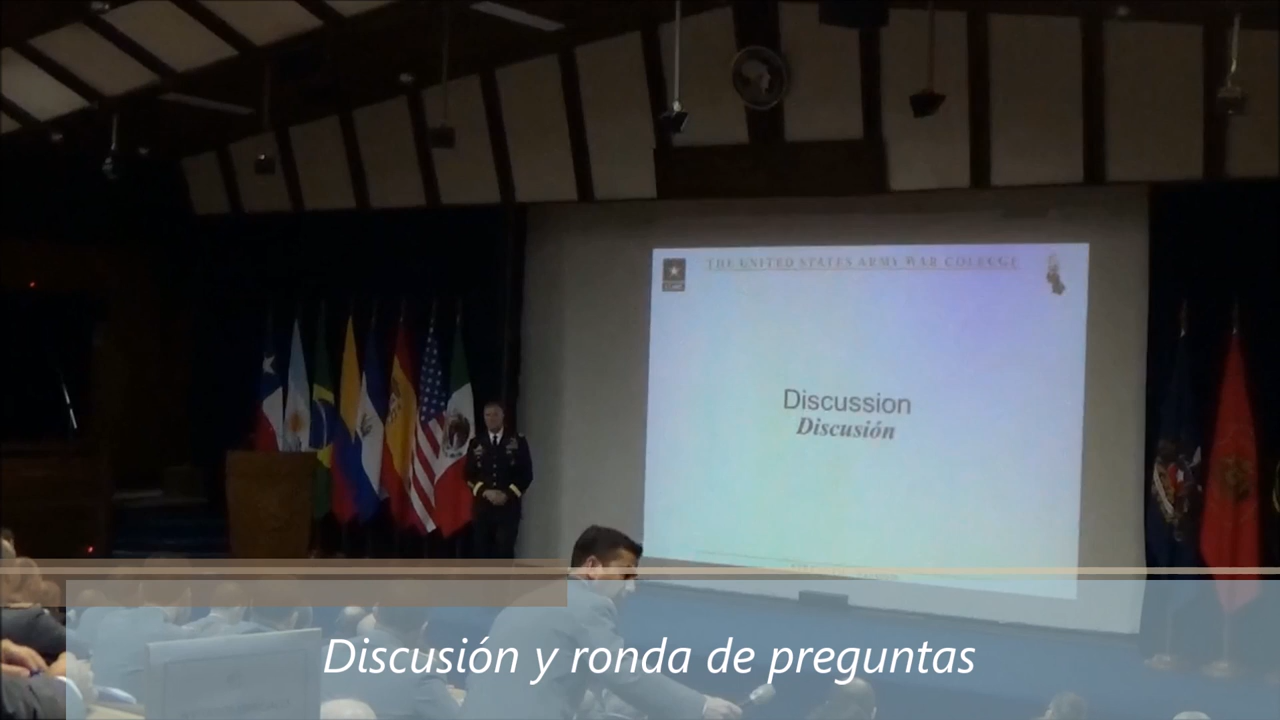 THE UNITED STATES ARMY WAR COLLEGE
Discussion
Discusión
Discusión y ronda de preguntas